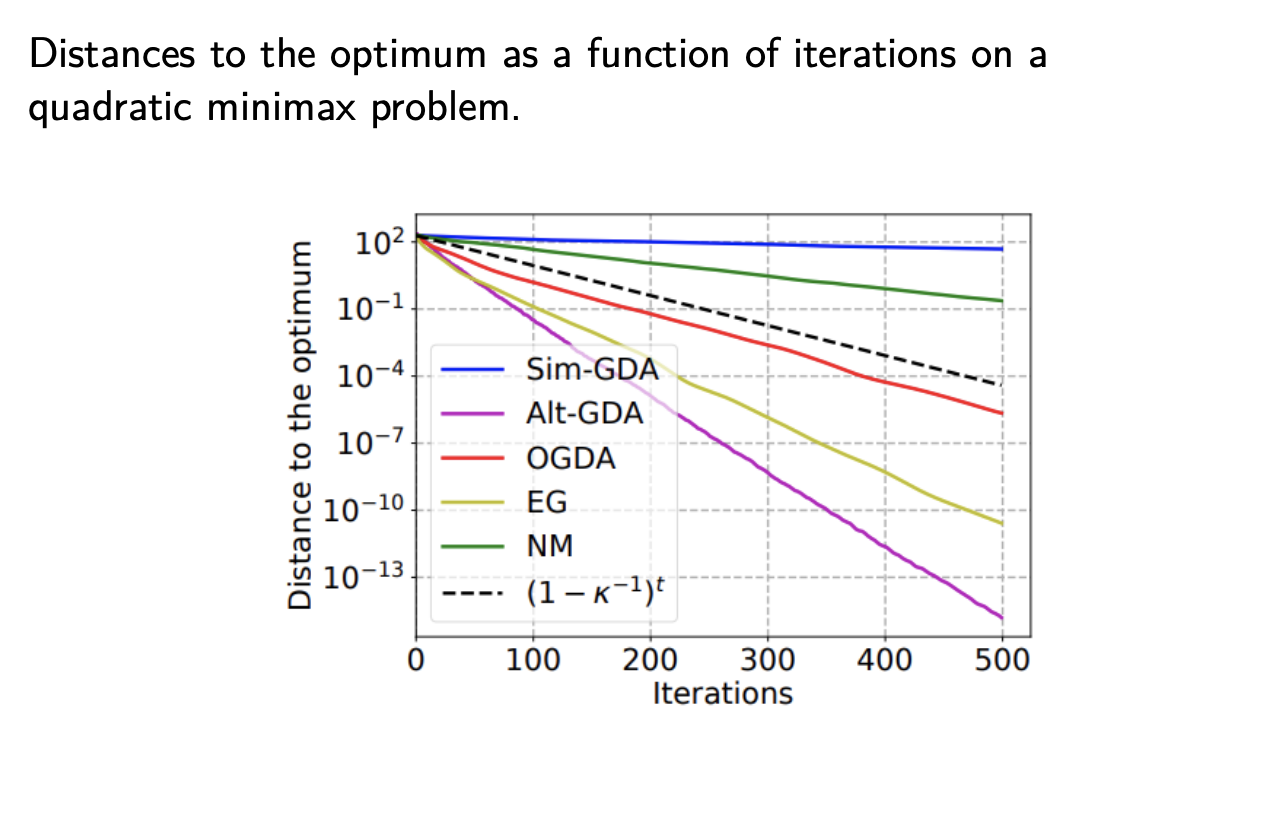 Distances to the optimum as a function of iterations on a
quadratic minimax problem.
Distance to the optimum
10²
10⁻¹
10⁻⁴
10⁻⁷
10⁻¹⁰
10⁻¹³
Sim-GDA
Alt-GDA
OGDA
EG
NM
(1 − κ⁻¹)ᵗ
0 100 200 300 400 500
Iterations